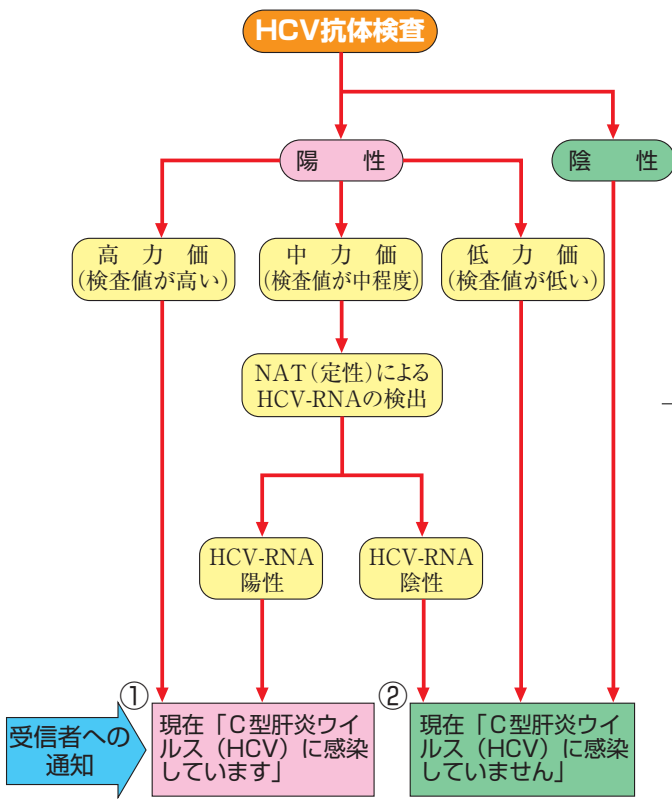 HCV抗体検査
陽　性
陰　性
高　力　価
(検査値が高い)
中　力　価
(検査値が中程度)
低　力　価
(検査値が低い)
NAT(定性)による
HCV-RNAの検出
HCV-RNA
陽性
HCV-RNA
陰性
受信者への
通知
①
現在「C型肝炎ウイ
ルス（HCV）に感染
しています」
②
現在「C型肝炎ウイ
ルス（HCV）に感染
していません」